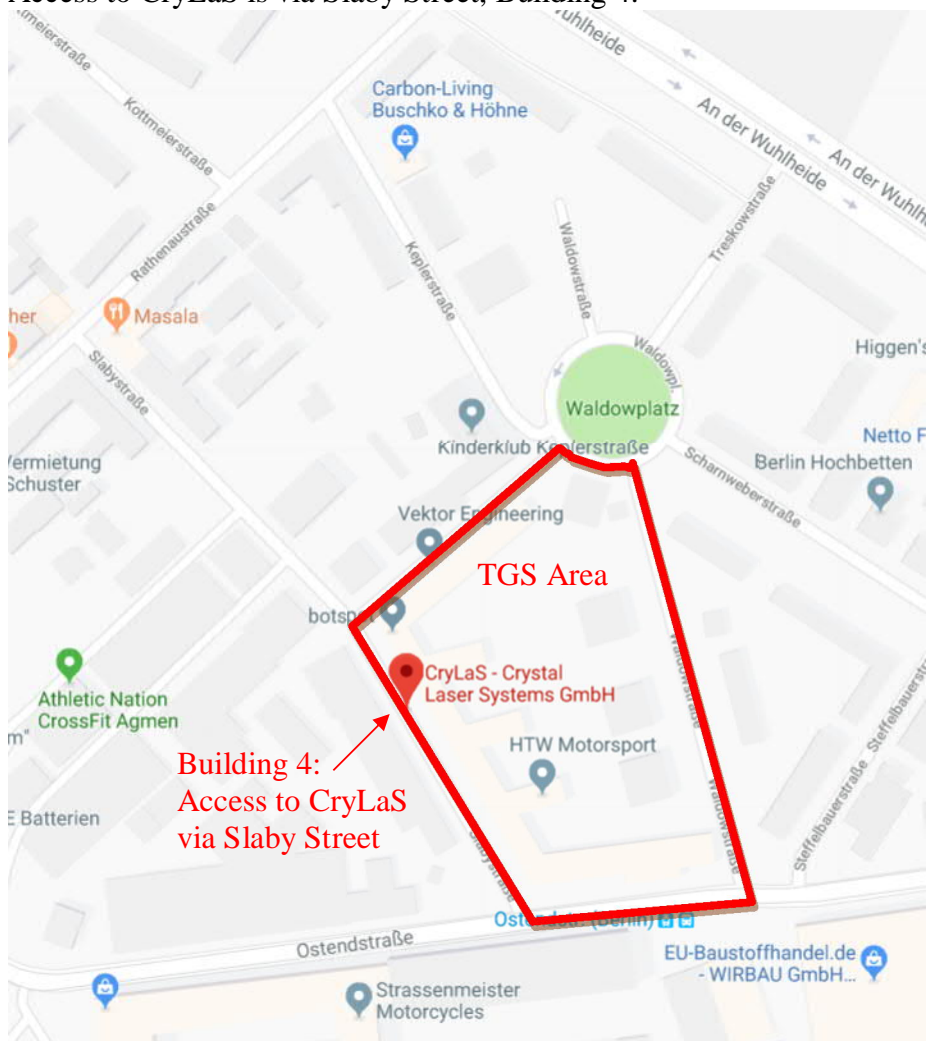 Access to CryLaS is via Slaby Street, Building 4.
Wuhlheide
Kottmeierstraße
Carbon-Living
Buschko & Höhne
An der Wuhlheide
An der Wuhlh
Rathenaustraße
Keplerstraße
Waldowstraße
Treskowstraße
her
Masala
Slabystraße
Waldowpl.
Higgen's
Waldowplatz
Kinderklub Keplerstraße
Netto F
Vermietung
Schuster
Scharnweberstraße
Berlin Hochbetten
Vektor Engineering
TGS Area
botspot
CryLaS - Crystal
Laser Systems GmbH
Athletic Nation
CrossFit Agmen
m"
Waldowstraße
Steffelbauerstraße
Steffelbauerstr
HTW Motorsport
Building 4:
Access to CryLaS
via Slaby Street
E Batterien
Slabystraße
Waldowstraße
Ostendstr. (Berlin)
Ostendstraße
EU-Baustoffhandel.de
- WIRBAU GmbH...
Strassenmeister
Motorcycles